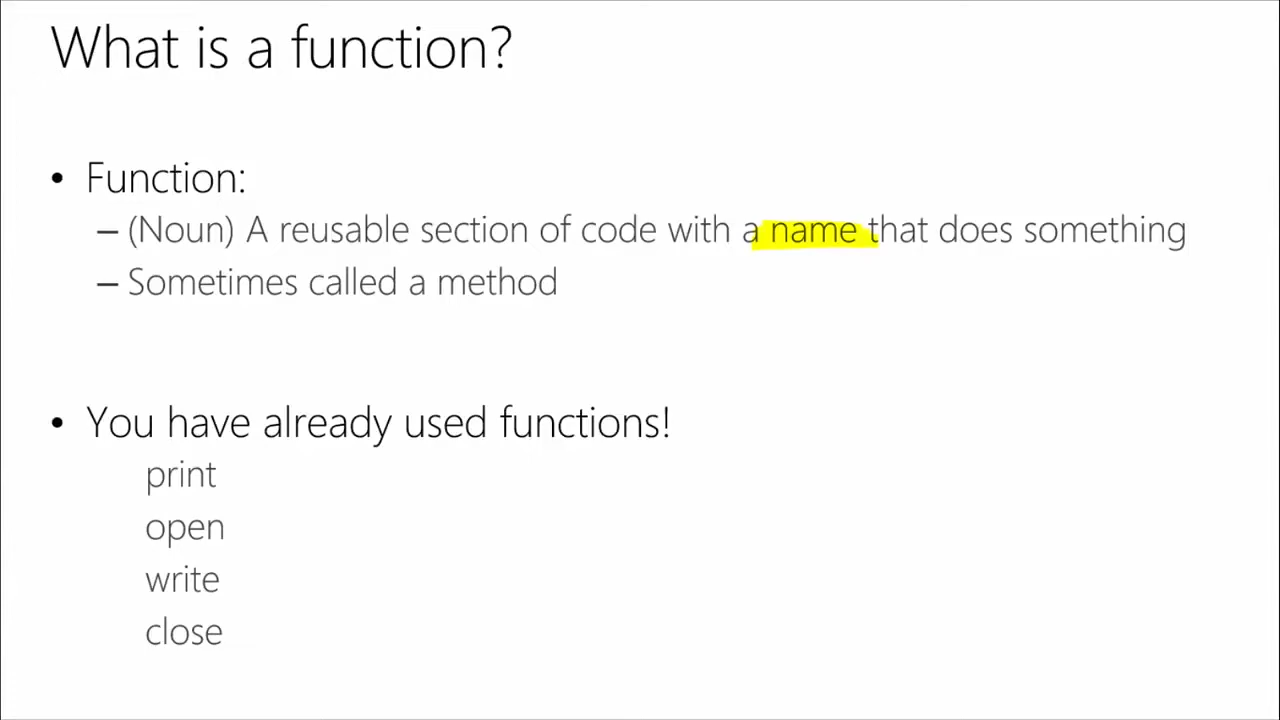 What is a function?
• Function:
– (Noun) A reusable section of code with a name that does something
– Sometimes called a method
• You have already used functions!
print
open
write
close